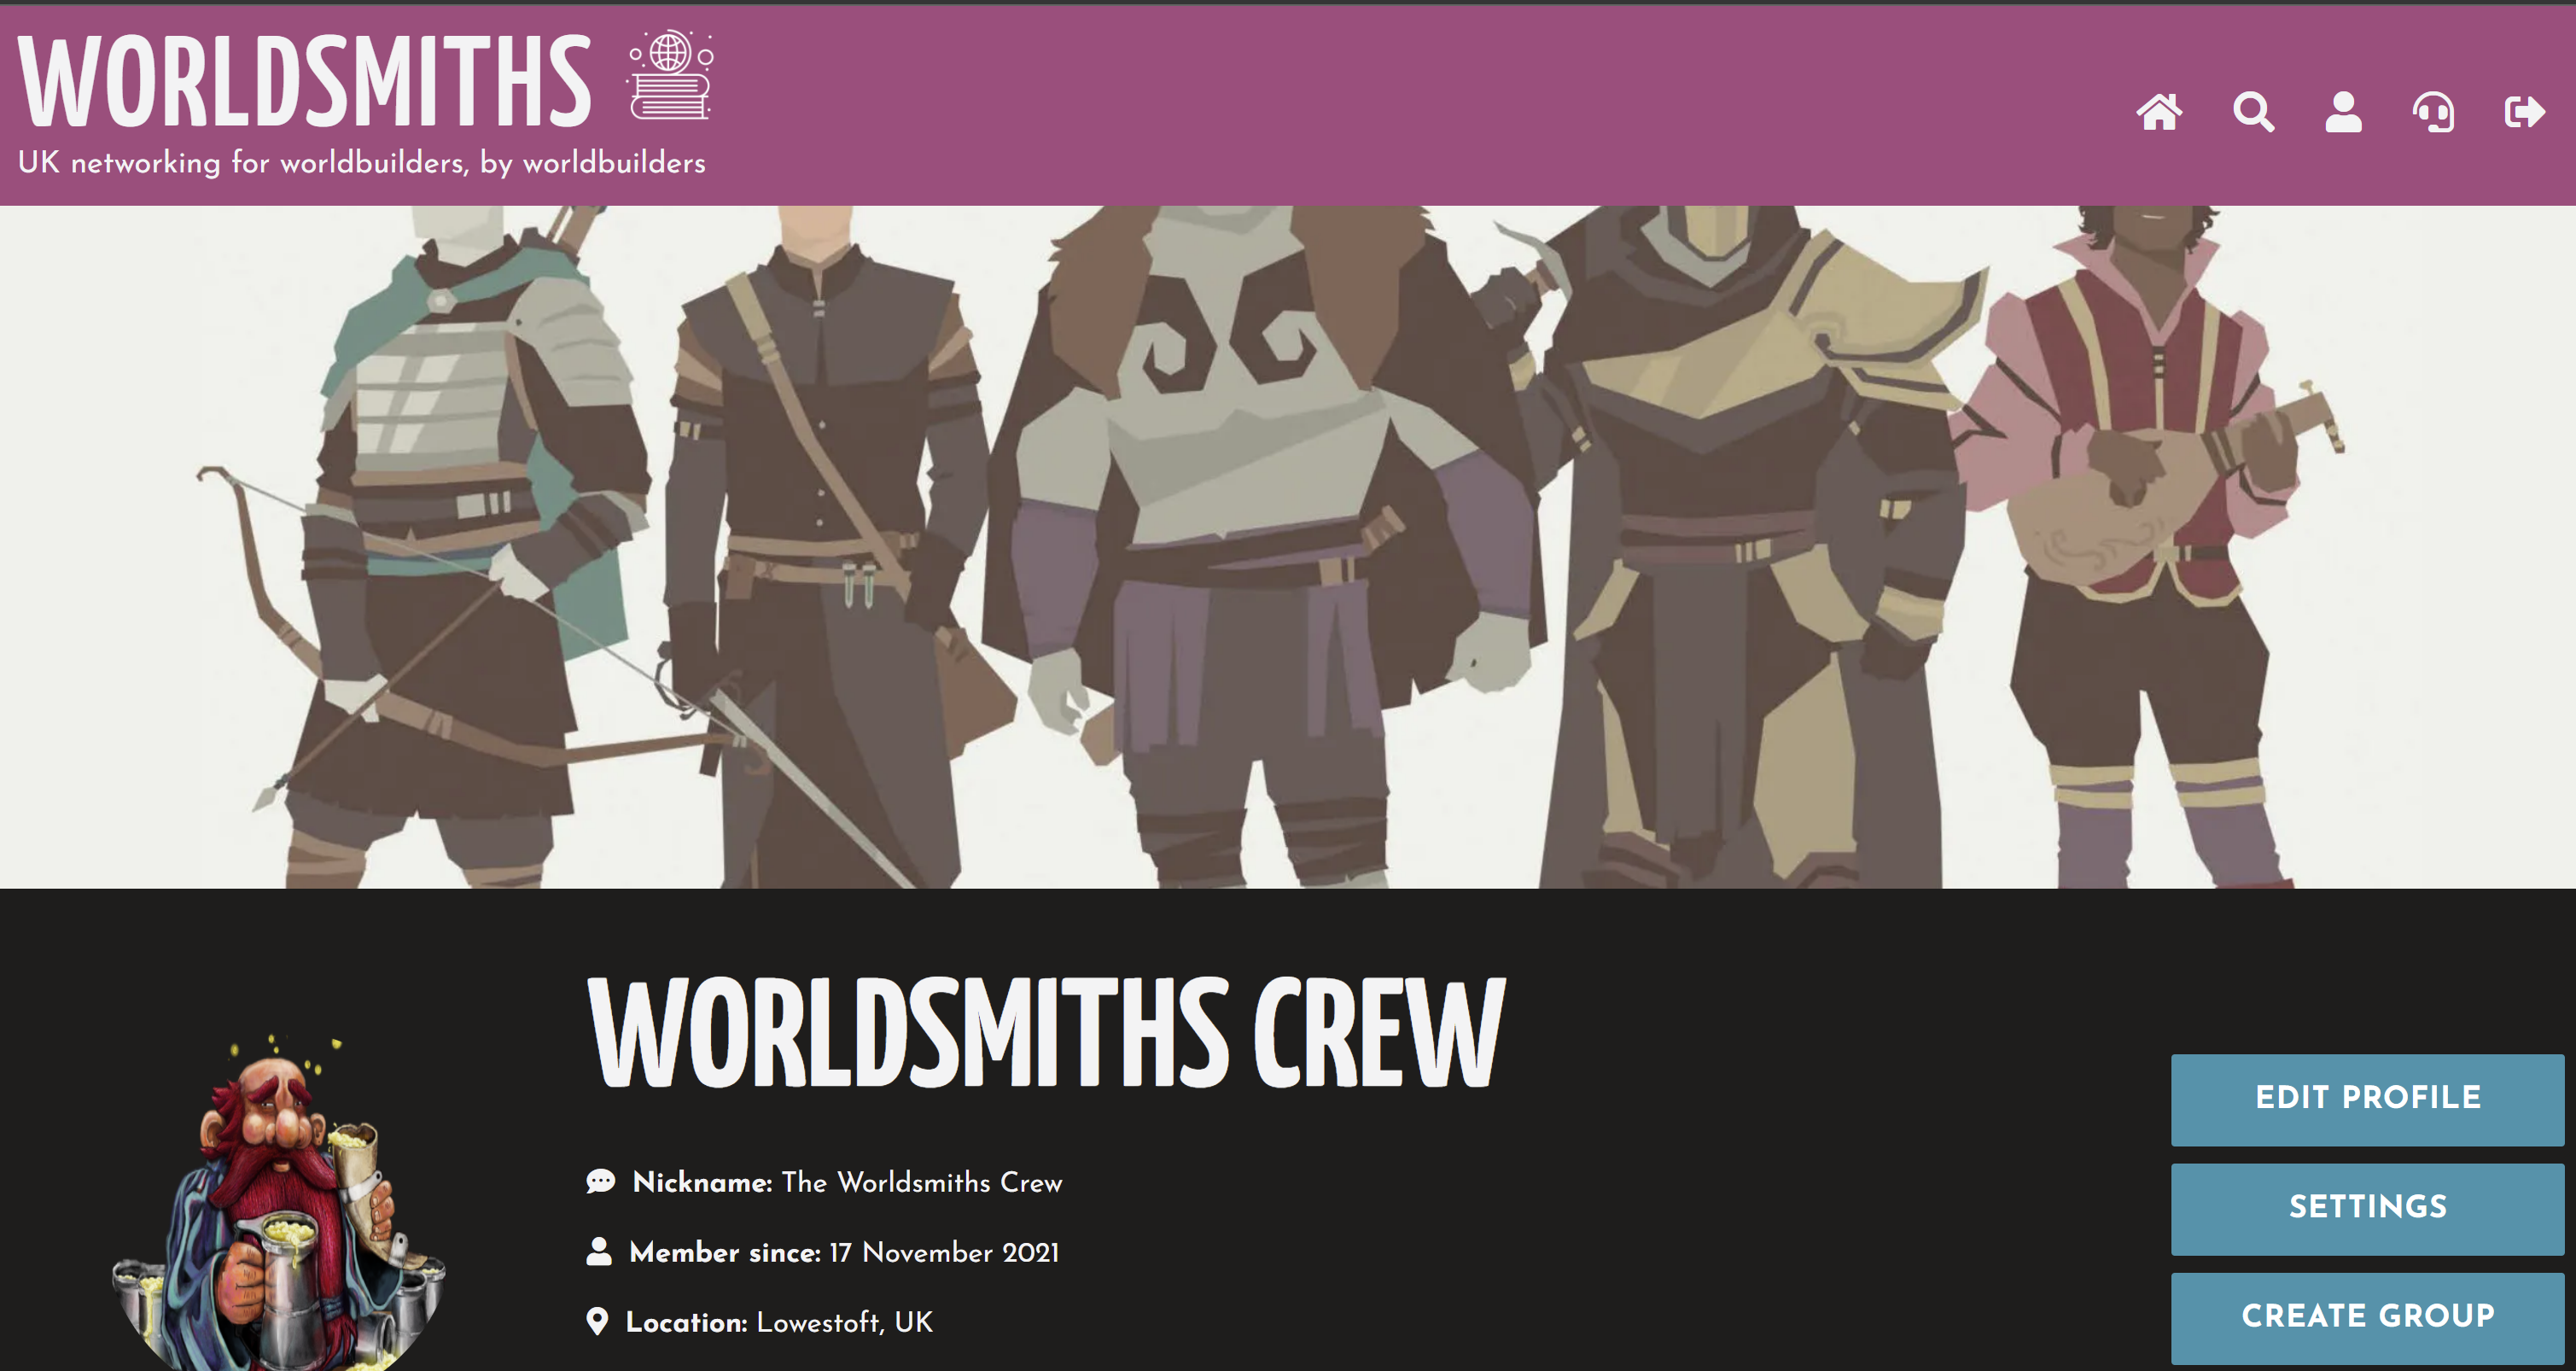 WORLDSMITHS
UK networking for worldbuilders, by worldbuilders
WORLDSMITHS CREW
Nickname: The Worldsmiths Crew
Member since: 17 November 2021
Location: Lowestoft, UK
EDIT PROFILE
SETTINGS
CREATE GROUP